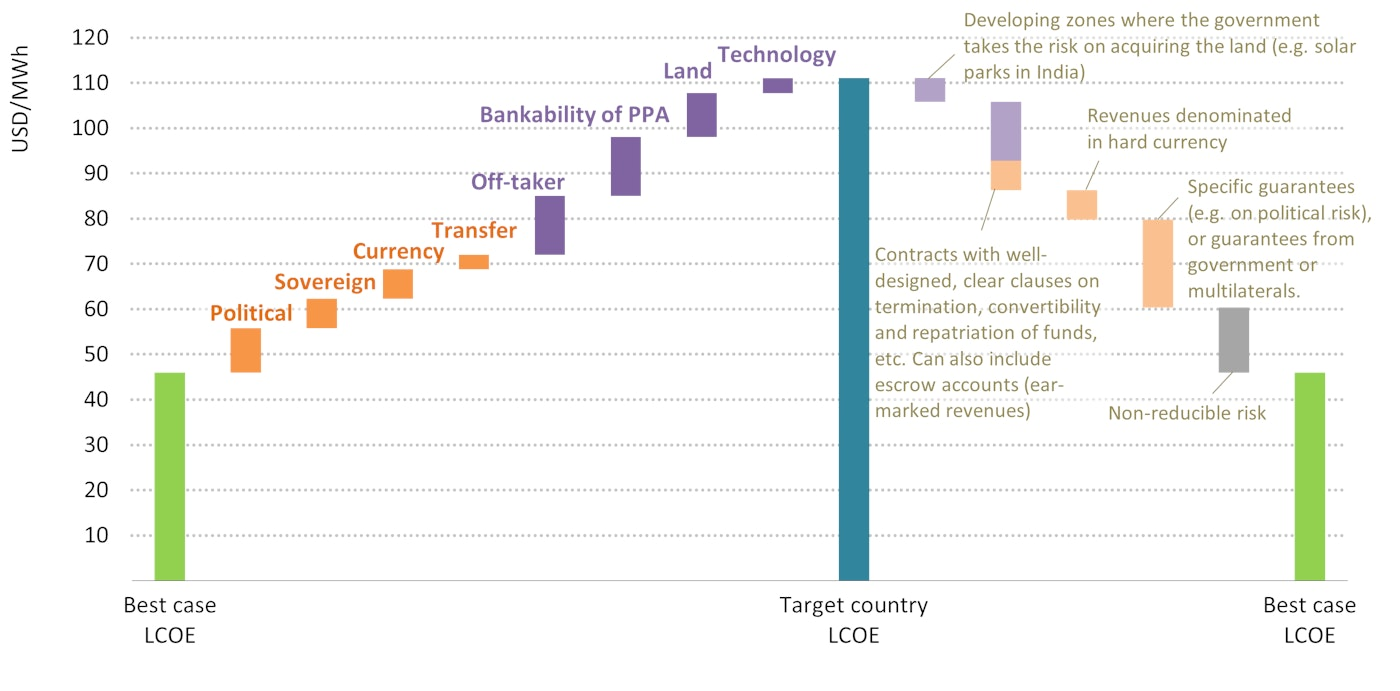 USD/MWh
120
110
100
90
80
70
60
50
40
30
20
10
Political
Sovereign
Currency
Transfer
Off-taker
Bankability of PPA
Land
Technology
Developing zones where the government
takes the risk on acquiring the land (e.g. solar
parks in India)
Contracts with well-
designed, clear clauses on
termination, convertibility
and repatriation of funds,
etc. Can also include
escrow accounts (ear-
marked revenues)
Revenues denominated
in hard currency
Specific guarantees
(e.g. on political risk),
or guarantees from
government or
multilaterals.
Non-reducible risk
Best case
LCOE
Target country
LCOE
Best case
LCOE